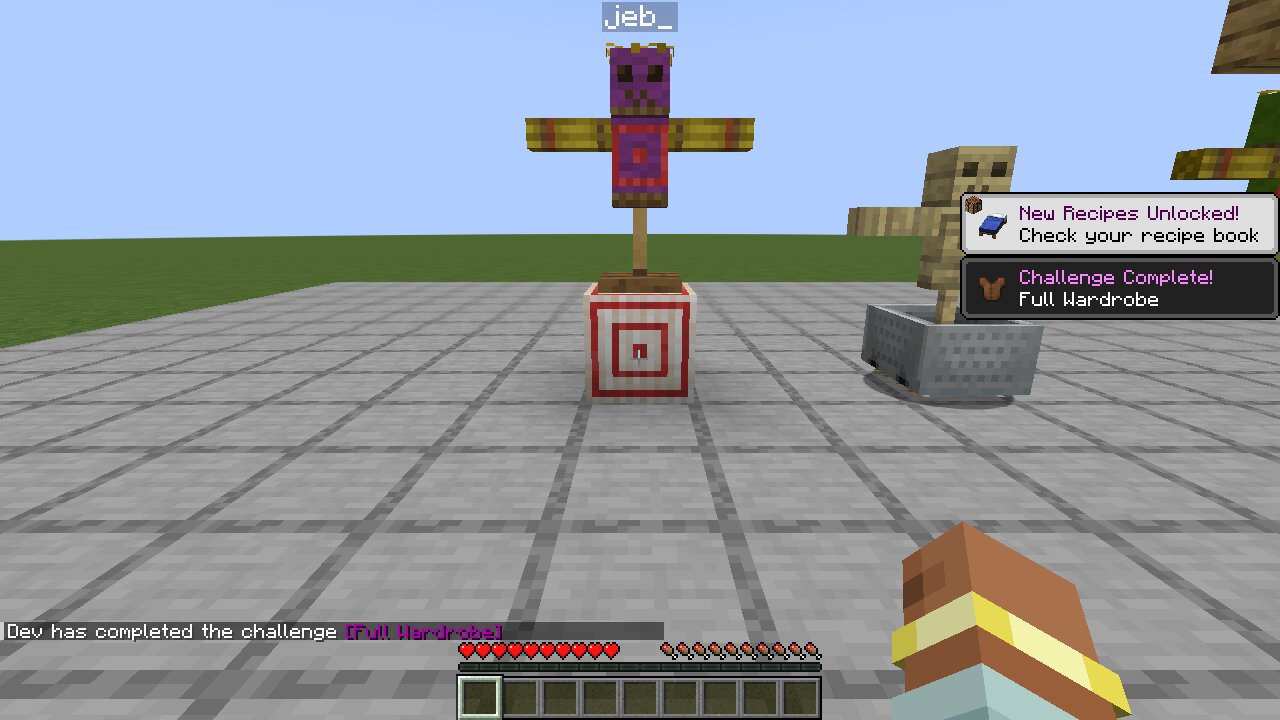 jeb_
New Recipes Unlocked!
Check your recipe book
Challenge Complete!
Full Wardrobe
Dev has completed the challenge [Full Wardrobe]